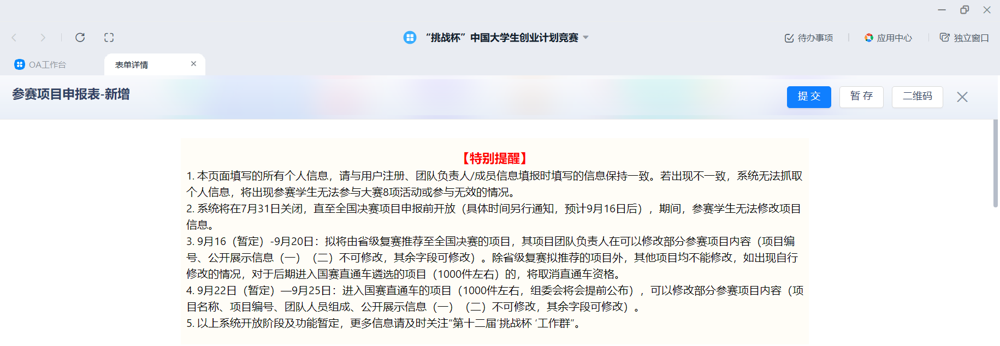 “挑战杯”中国大学生创业计划竞赛
待办事项
应用中心
独立窗口
OA工作台
表单详情
参赛项目申报表-新增
提 交
暂 存
二维码
【特别提醒】
1. 本页面填写的所有个人信息，请与用户注册、团队负责人/成员信息填报时填写的信息保持一致。若出现不一致，系统无法抓取
个人信息，将出现参赛学生无法参与大赛8项活动或参与无效的情况。
2. 系统将在7月31日关闭，直至全国决赛项目申报前开放（具体时间另行通知，预计9月16日后），期间，参赛学生无法修改项目
信息。
3. 9月16（暂定）-9月20日：拟将由省级复赛推荐至全国决赛的项目，其项目团队负责人在可以修改部分参赛项目内容（项目编
号、公开展示信息（一）（二）不可修改，其余字段可修改）。除省级复赛拟推荐的项目外，其他项目均不能修改，如出现自行
修改的情况，对于后期进入国赛直通车遴选的项目（1000件左右）的，将取消直通车资格。
4. 9月22日（暂定）—9月25日：进入国赛直通车的项目（1000件左右，组委会将会提前公布），可以修改部分参赛项目内容（项
目名称、项目编号、团队人员组成、公开展示信息（一）（二）不可修改，其余字段可修改）。
5. 以上系统开放阶段及功能暂定，更多信息请及时关注“第十二届‘挑战杯 ’工作群”。